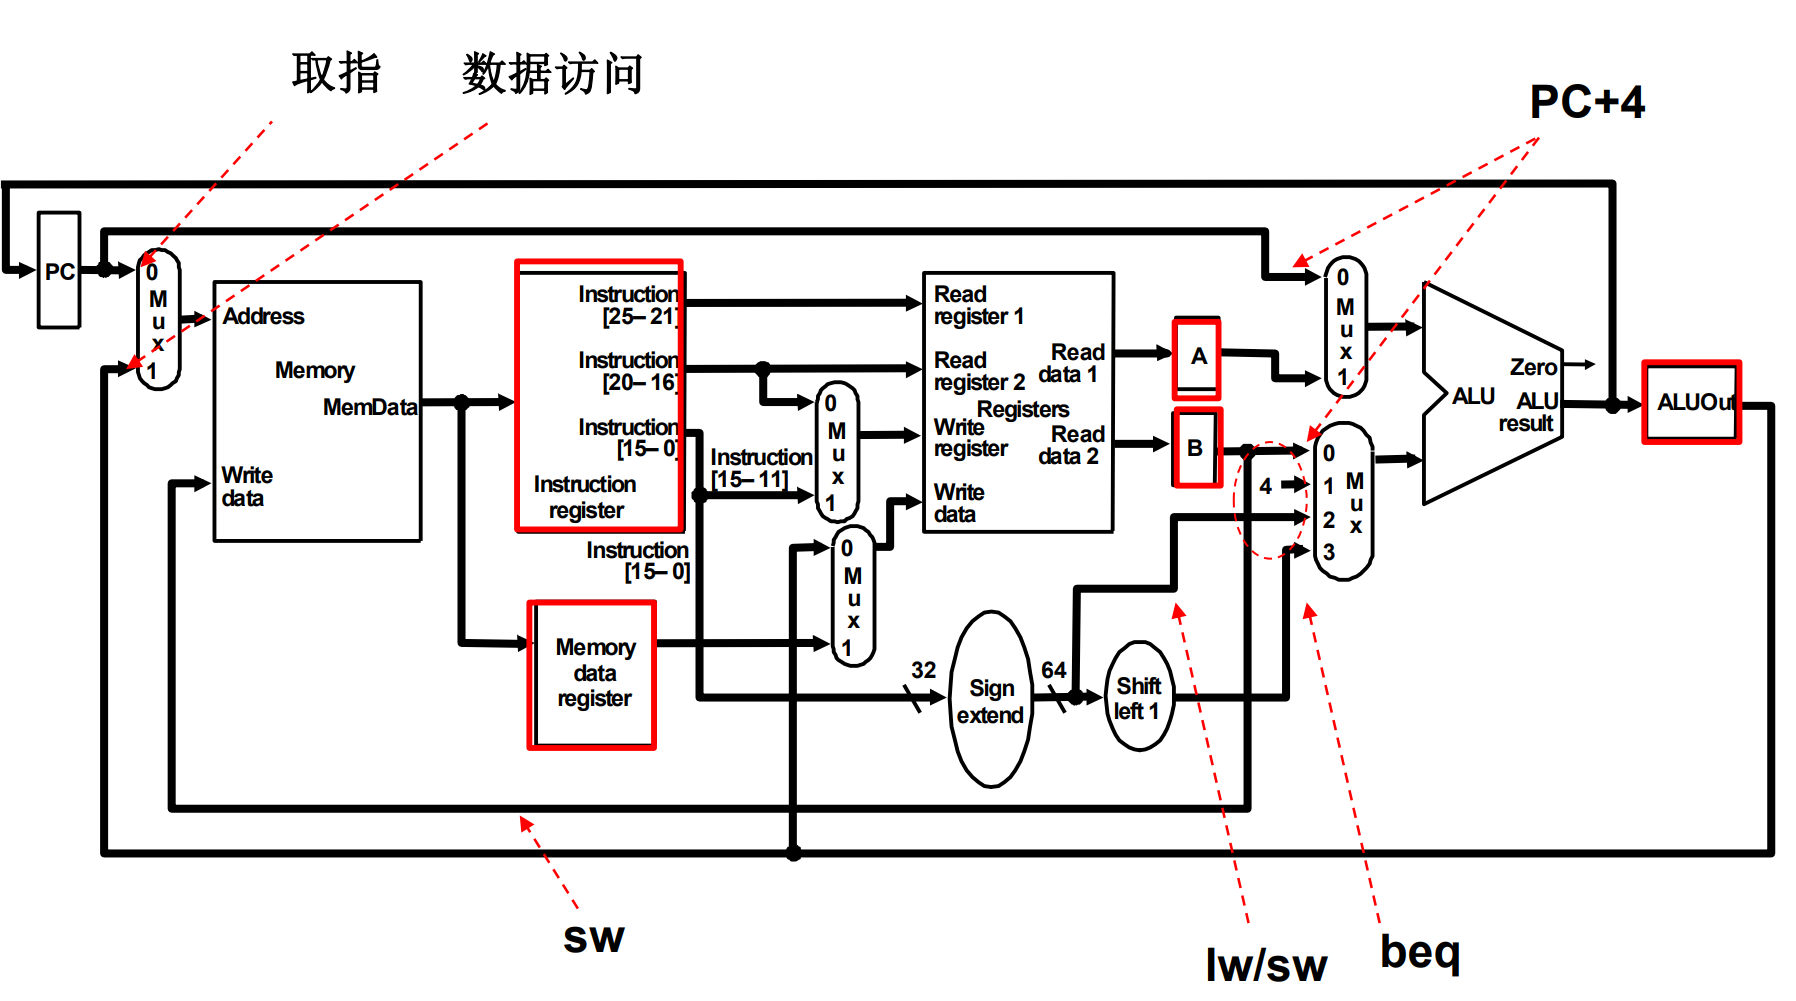 取指
数据访问
PC+4
PC
0
M
u
x
1
Address
Memory
MemData
Write
data
Instruction
[25– 21]
Instruction
[20– 16]
Instruction
[15– 0]
Instruction
register
Instruction
[15– 0]
Memory
data
register
Instruction
[15– 11]
0
M
u
x
1
0
M
u
x
1
Read
register 1
Read
register 2
Registers
Write
register
Write
data
Read
data 1
Read
data 2
32
Sign
extend
64
Shift
left 1
A
B
4
0
M
u
x
1
0
1
2
3
M
u
x
Zero
ALU
ALU
result
ALUOut
sw
lw/sw
beq